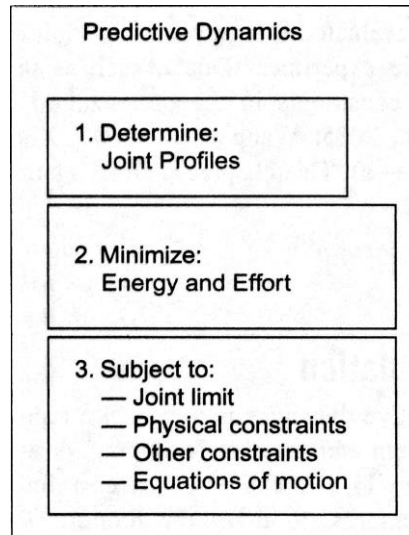 Predictive Dynamics
1. Determine:
Joint Profiles
2. Minimize:
Energy and Effort
3. Subject to:
— Joint limit
— Physical constraints
— Other constraints
— Equations of motion